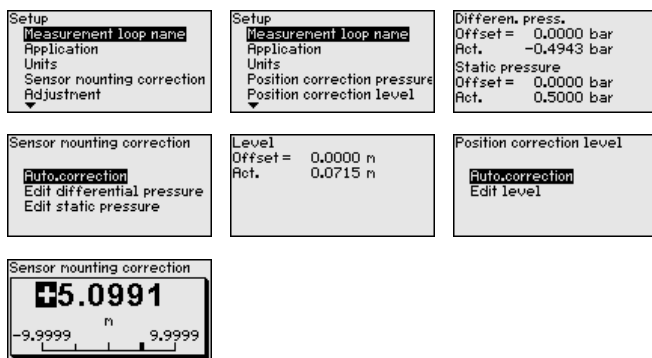 Setup
Measurement loop name
Application
Units
Sensor mounting correction
Adjustment
Setup
Measurement loop name
Application
Units
Position correction pressure
Position correction level
Differen. press.
Offset = 0.0000 bar
Act. -0.4943 bar
Static pressure
Offset = 0.0000 bar
Act. 0.5000 bar
Sensor mounting correction
Auto.correction
Edit differential pressure
Edit static pressure
Level
Offset = 0.0000 m
Act. 0.0715 m
Position correction level
Auto.correction
Edit level
Sensor mounting correction
+5.0991
m
-9.9999 9.9999